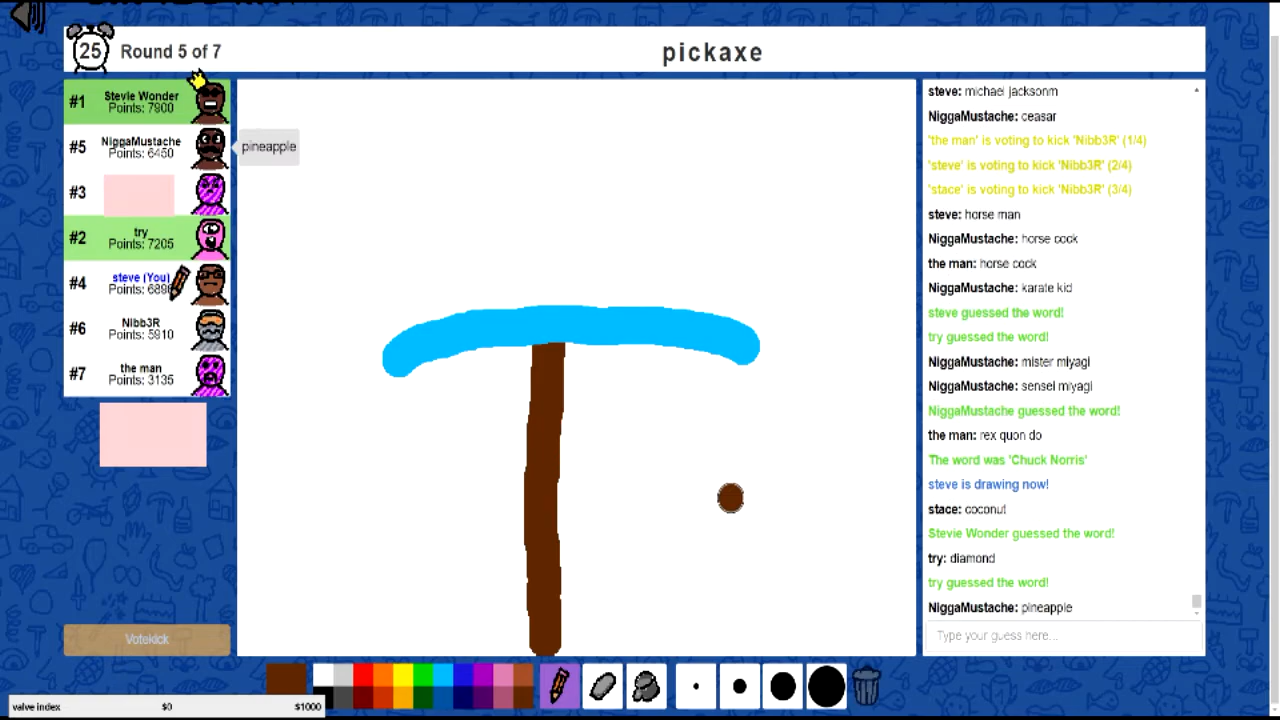 25
Round 5 of 7
pickaxe
#1
Stevie Wonder
Points: 7900
#5
NiggaMustache
Points: 6450
pineapple
#3
#2
try
Points: 7205
#4
steve (You)
Points: 689
#6
Nibb3R
Points: 5910
#7
the man
Points: 3135
Votekick
valve index $0 $1000
steve: michael jacksonm
NiggaMustache: ceasar
'the man' is voting to kick 'Nibb3R' (1/4)
'steve' is voting to kick 'Nibb3R' (2/4)
'stace' is voting to kick 'Nibb3R' (3/4)
steve: horse man
NiggaMustache: horse cock
the man: horse cock
NiggaMustache: karate kid
steve guessed the word!
try guessed the word!
NiggaMustache: mister miyagi
NiggaMustache: sensei miyagi
NiggaMustache guessed the word!
the man: rex quon do
The word was 'Chuck Norris'
steve is drawing now!
stace: coconut
Stevie Wonder guessed the word!
try: diamond
try guessed the word!
NiggaMustache: pineapple
Type your guess here...